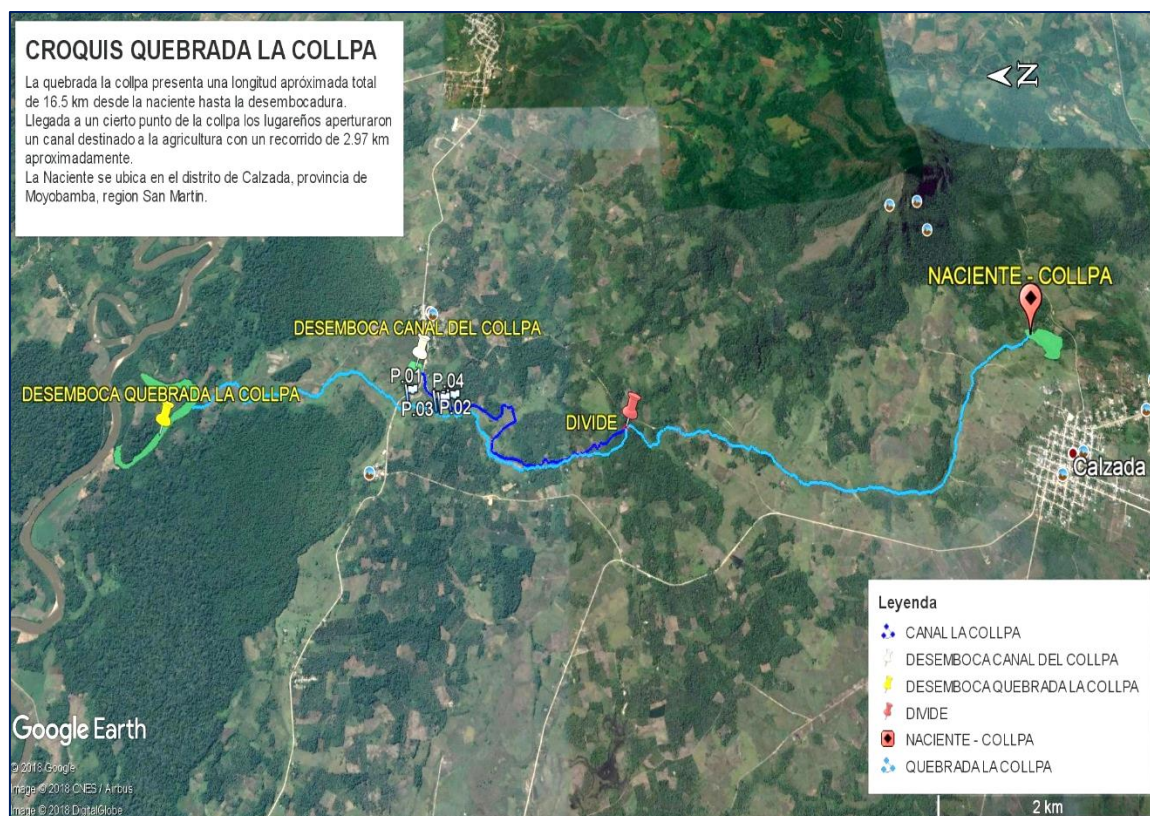 CROQUIS QUEBRADA LA COLLPA
La quebrada la collpa presenta una longitud apróximada total
de 16.5 km desde la naciente hasta la desembocadura.
Llegada a un cierto punto de la collpa los lugareños aperturaron
un canal destinado a la agricultura con un recorrido de 2.97 km
aproximadamente.
La Naciente se ubica en el distrito de Calzada, provincia de
Moyobamba, region San Martin.
N
NACIENTE - COLLPA
DESEMBOCA CANAL DEL COLLPA
P.01
P.04
DESEMBOCA QUEBRADA LA COLLPA
P.03
P.02
DIVIDE
Calzada
Leyenda
CANAL LA COLLPA
DESEMBOCA CANAL DEL COLLPA
DESEMBOCA QUEBRADA LA COLLPA
DIVIDE
NACIENTE - COLLPA
QUEBRADA LA COLLPA
Google Earth
© 2018 Google
Image © 2018 CNES / Airbus
Image © 2018 DigitalGlobe
2 km